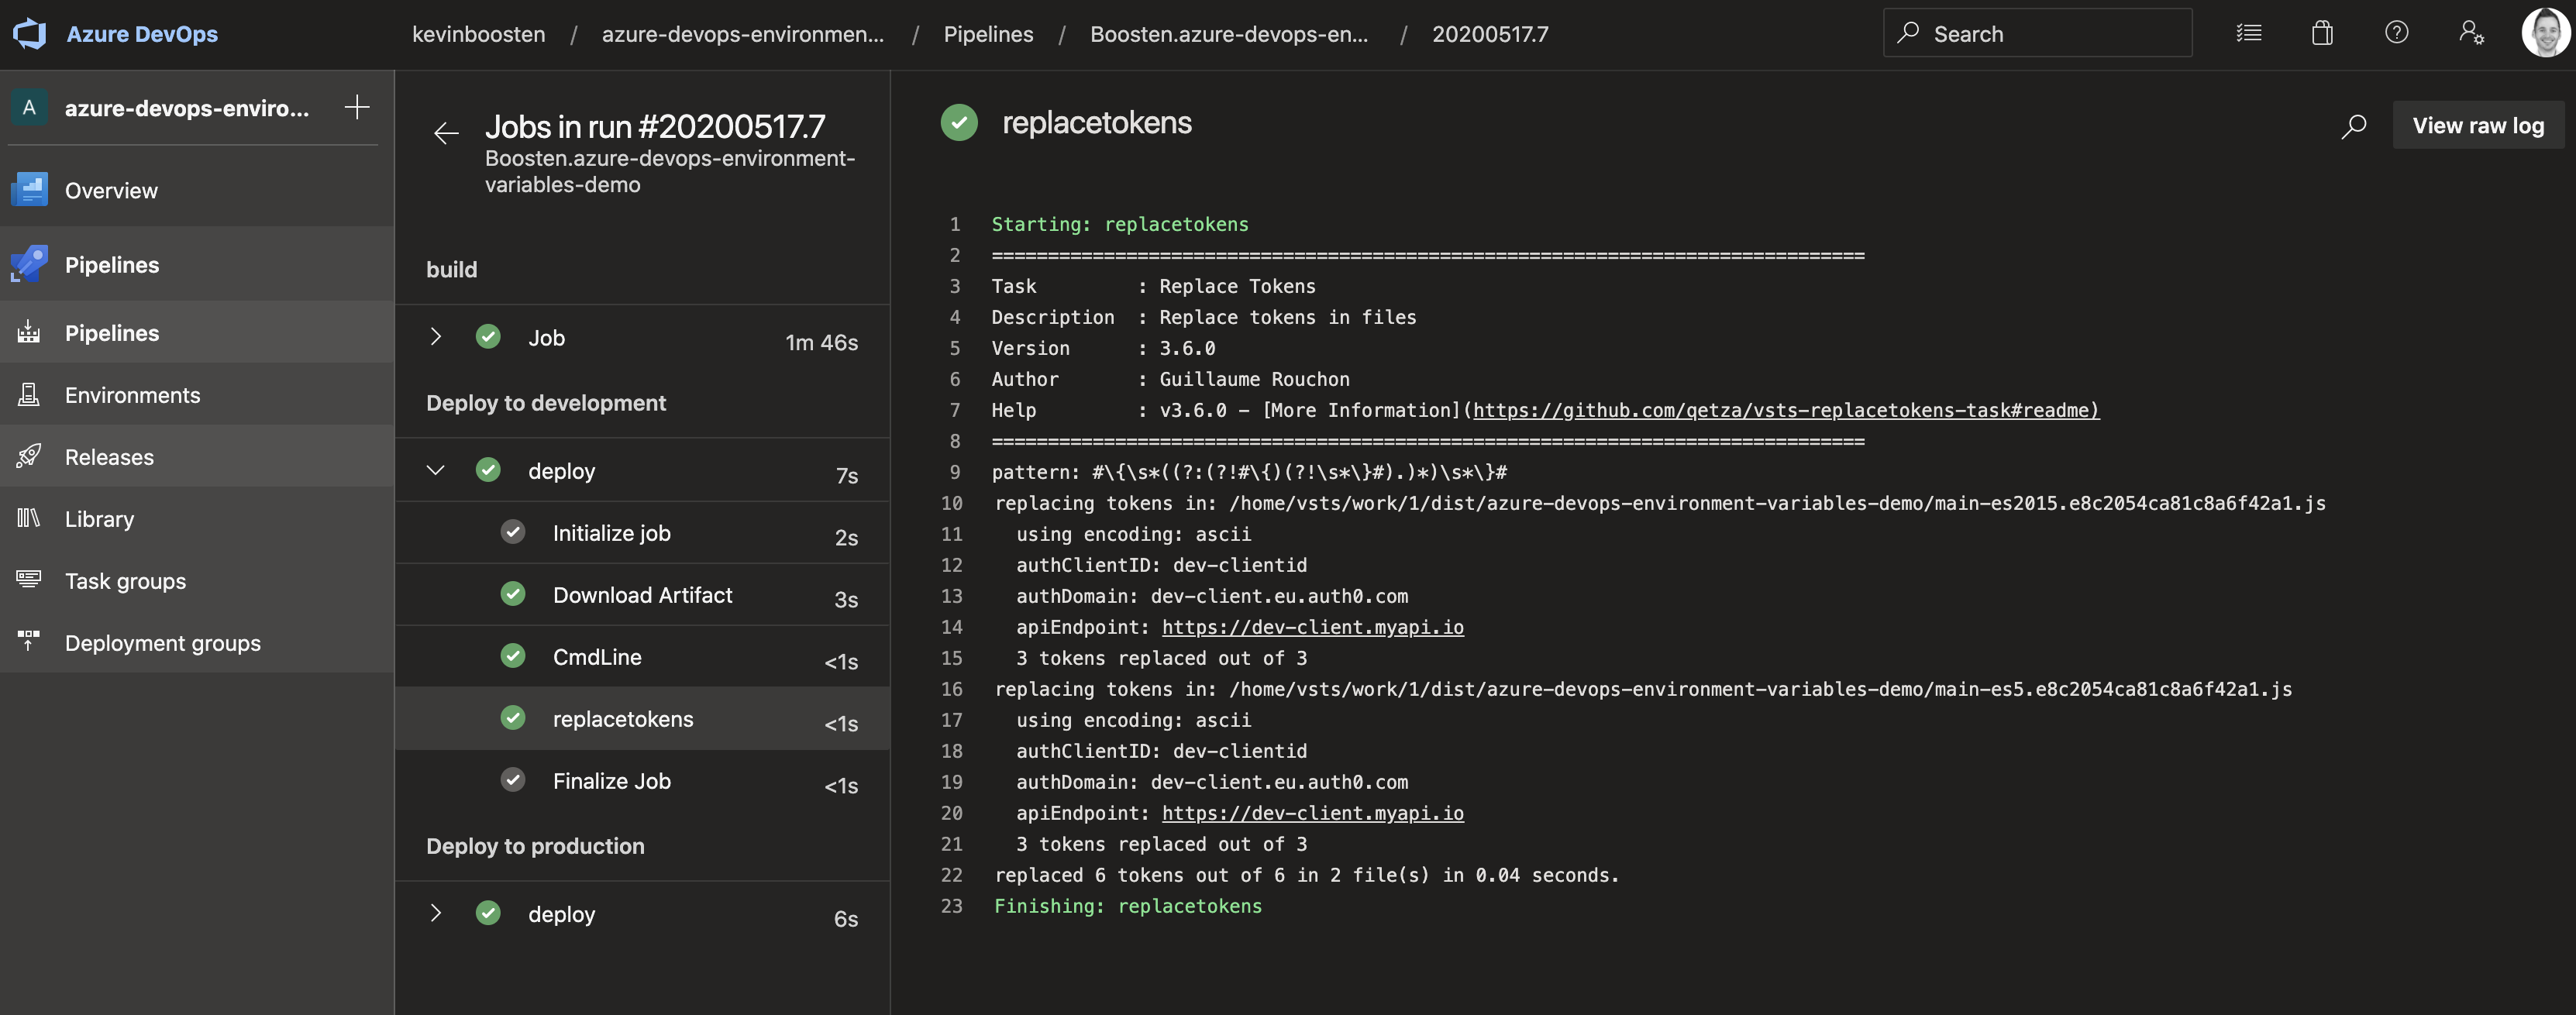 Azure DevOps
kevinboosten / azure-devops-environmen... / Pipelines / Boosten.azure-devops-en... / 20200517.7
Search
A azure-devops-enviro...
Overview
Pipelines
Pipelines
Environments
Releases
Library
Task groups
Deployment groups
Jobs in run #20200517.7
Boosten.azure-devops-environment-
variables-demo
build
Job 1m 46s
Deploy to development
deploy 7s
Initialize job 2s
Download Artifact 3s
CmdLine <1s
replacetokens <1s
Finalize Job <1s
Deploy to production
deploy 6s
replacetokens
View raw log
1 Starting: replacetokens
2 ==============================================================================
3 Task         : Replace Tokens
4 Description  : Replace tokens in files
5 Version      : 3.6.0
6 Author       : Guillaume Rouchon
7 Help         : v3.6.0 - [More Information](https://github.com/qetza/vsts-replacetokens-task#readme)
8 ==============================================================================
9 pattern: #\{\s*((?:(?!#\{)(?!\s*\}#).)*)\s*\}#
10 replacing tokens in: /home/vsts/work/1/dist/azure-devops-environment-variables-demo/main-es2015.e8c2054ca81c8a6f42a1.js
11   using encoding: ascii
12   authClientID: dev-clientid
13   authDomain: dev-client.eu.auth0.com
14   apiEndpoint: https://dev-client.myapi.io
15   3 tokens replaced out of 3
16 replacing tokens in: /home/vsts/work/1/dist/azure-devops-environment-variables-demo/main-es5.e8c2054ca81c8a6f42a1.js
17   using encoding: ascii
18   authClientID: dev-clientid
19   authDomain: dev-client.eu.auth0.com
20   apiEndpoint: https://dev-client.myapi.io
21   3 tokens replaced out of 3
22 replaced 6 tokens out of 6 in 2 file(s) in 0.04 seconds.
23 Finishing: replacetokens